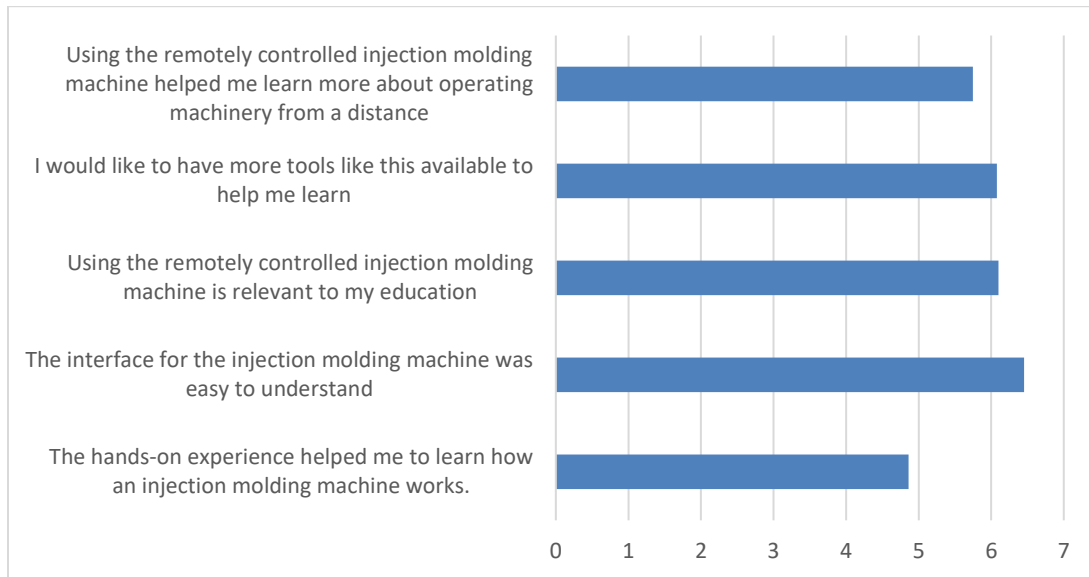 Using the remotely controlled injection molding
machine helped me learn more about operating
machinery from a distance
I would like to have more tools like this available to
help me learn
Using the remotely controlled injection molding
machine is relevant to my education
The interface for the injection molding machine was
easy to understand
The hands-on experience helped me to learn how
an injection molding machine works.
0 1 2 3 4 5 6 7